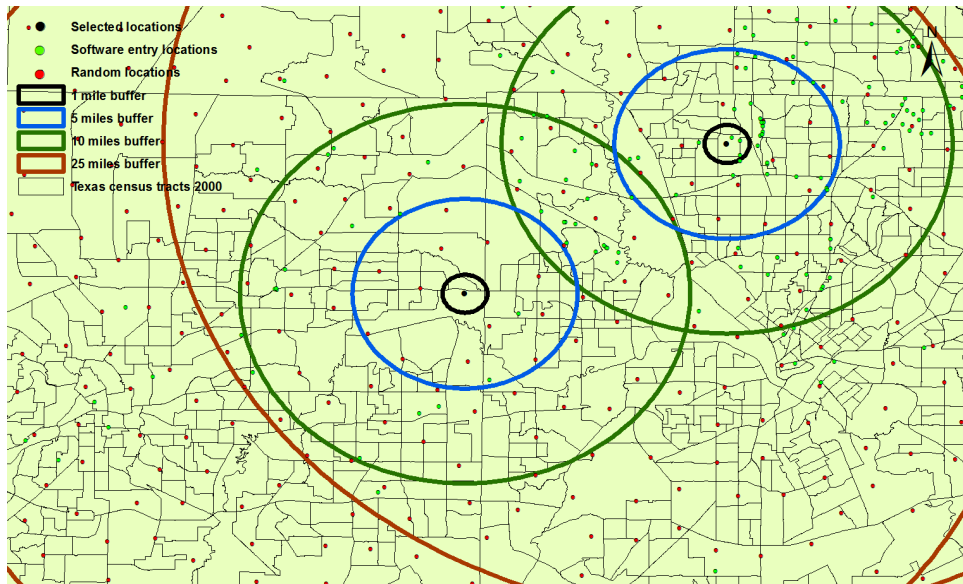 N
Selected locations
Software entry locations
Random locations
1 mile buffer
5 miles buffer
10 miles buffer
25 miles buffer
Texas census tracts 2000